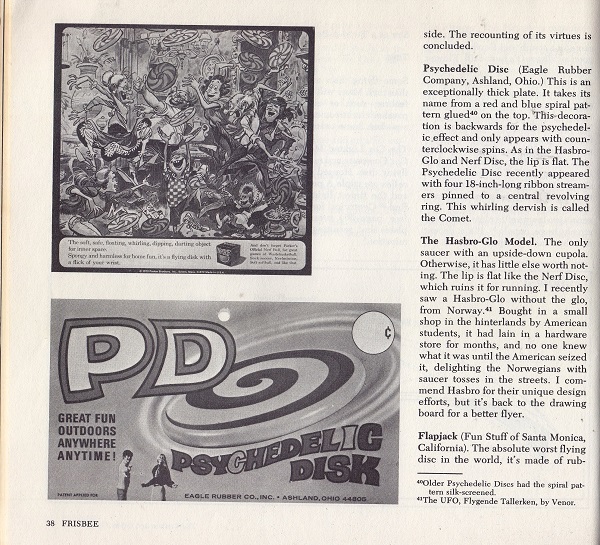 The soft, safe, floating, whirling, dipping, darting object
for inner space.
Spongy and harmless for home fun, it's a flying disk with
a flick of your wrist.
PD
¢
GREAT FUN
OUTDOORS
ANYWHERE
ANYTIME!
PSYCHEDELIC
DISK
PATENT APPLIED FOR
EAGLE RUBBER CO., INC. • ASHLAND, OHIO 44805
38 FRISBEE
side. The recounting of its virtues is
concluded.
Psychedelic Disc (Eagle Rubber
Company, Ashland, Ohio.) This is an
exceptionally thick plate. It takes its
name from a red and blue spiral pat-
tern glued⁴⁰ on the top. This decora-
tion is backwards for the psychedel-
ic effect and only appears with coun-
terclockwise spins. As in the Hasbro-
Glo and Nerf Disc, the lip is flat. The
Psychedelic Disc recently appeared
with four 18-inch-long ribbon stream-
ers pinned to a central revolving
ring. This whirling dervish is called
the Comet.
The Hasbro-Glo Model. The only
saucer with an upside-down cupola.
Otherwise, it has little else worth not-
ing. The lip is flat like the Nerf Disc,
which ruins it for running. I recently
saw a Hasbro-Glo without the glo,
from Norway.⁴¹ Bought in a small
shop in the hinterlands by American
students, it had lain in a hardware
store for months, and no one knew
what it was until the American seized
it, delighting the Norwegians with
saucer tosses in the streets. I com-
mend Hasbro for their unique design
efforts, but it's back to the drawing
board for a better flyer.
Flapjack (Fun Stuff of Santa Monica,
California). The absolute worst flying
disc in the world, it's made of rub-
⁴⁰Older Psychedelic Discs had the spiral pat-
tern silk-screened.
⁴¹The UFO, Flygende Tallerken, by Venor.